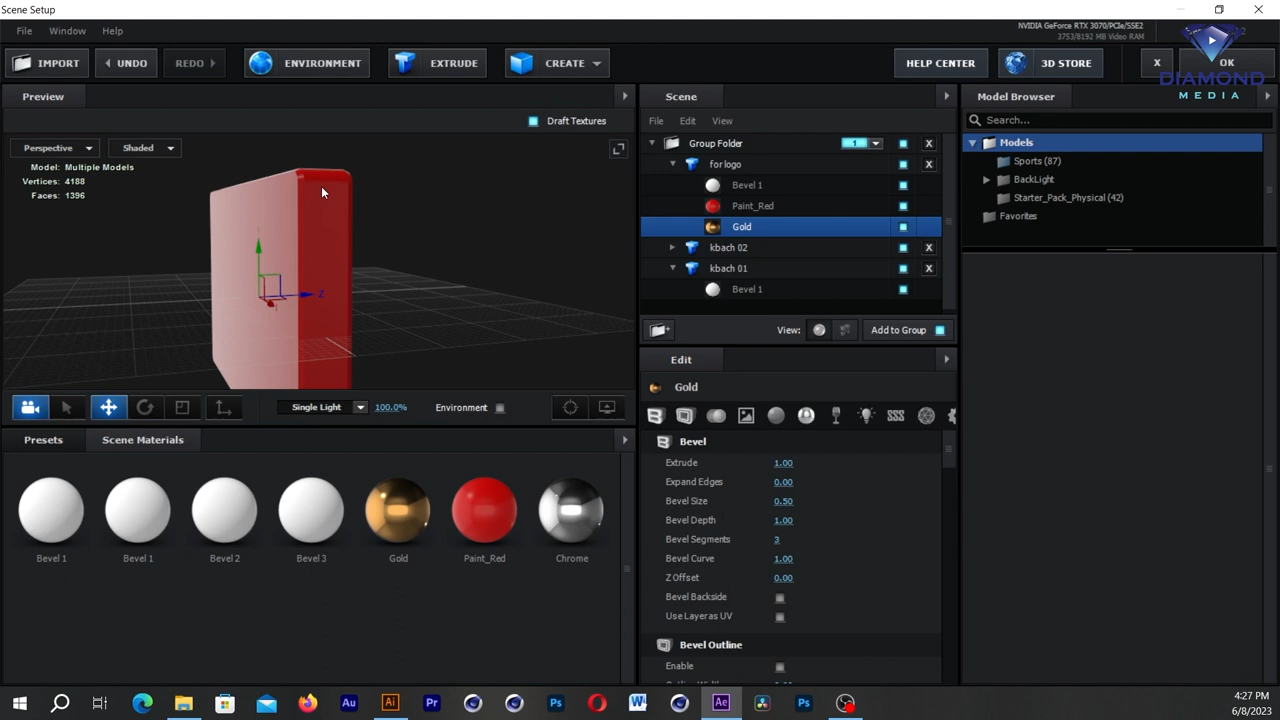 Scene Setup
File Window Help
NVIDIA GeForce RTX 3070/PCIe/SSE2
3753/8192 MB Video RAM
IMPORT UNDO REDO ENVIRONMENT EXTRUDE CREATE HELP CENTER 3D STORE X OK
DIAMOND
MEDIA
Preview
Draft Textures
Perspective Shaded
Model: Multiple Models
Vertices: 4188
Faces: 1396
Z
Single Light 100.0% Environment
Presets Scene Materials
Bevel 1 Bevel 1 Bevel 2 Bevel 3 Gold Paint_Red Chrome
Scene
File Edit View
Group Folder 1 X
for logo X
Bevel 1
Paint_Red
Gold
kbach 02 X
kbach 01 X
Bevel 1
View: Add to Group
Edit
Gold
Bevel
Extrude 1.00
Expand Edges 0.00
Bevel Size 0.50
Bevel Depth 1.00
Bevel Segments 3
Bevel Curve 1.00
Z Offset 0.00
Bevel Backside
Use Layer as UV
Bevel Outline
Enable
Model Browser
Search...
Models
Sports (87)
BackLight
Starter_Pack_Physical (42)
Favorites
4:27 PM
6/8/2023